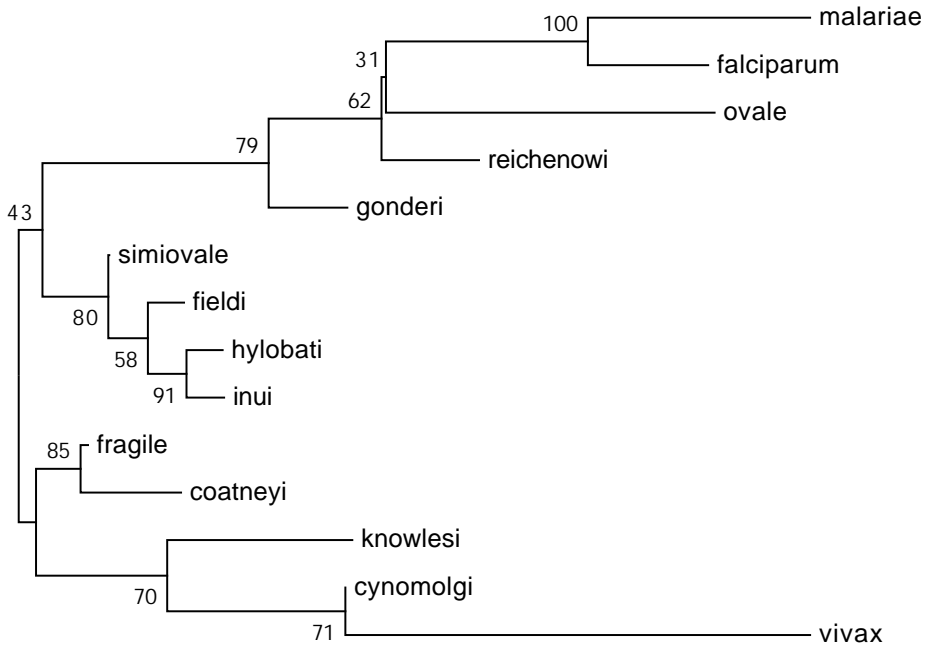 malariae
100
falciparum
31
ovale
62
reichenowi
79
gonderi
43
simiovale
fieldi
80
hylobati
58
inui
91
fragile
85
coatneyi
knowlesi
cynomolgi
70
vivax
71